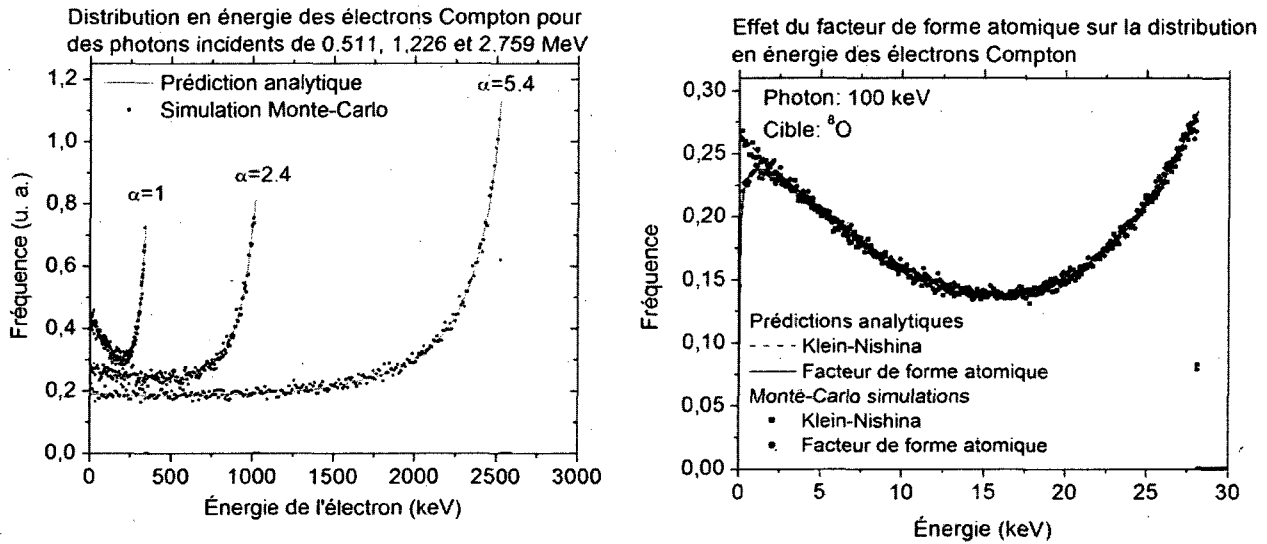 Distribution en énergie des électrons Compton pour
des photons incidents de 0.511, 1,226 et 2.759 MeV
1,2
1,0
0,8
0,6
0,4
0,2
0,0
Fréquence (u. a.)
Prédiction analytique
Simulation Monte-Carlo
α=1
α=2.4
α=5.4
0
500
1000
1500
2000
2500
3000
Énergie de l'électron (keV)
Effet du facteur de forme atomique sur la distribution
en énergie des électrons Compton
0,30
0,25
0,20
0,15
0,10
0,05
0,00
Fréquence
Photon: 100 keV
Cible: ⁸O
Prédictions analytiques
Klein-Nishina
Facteur de forme atomique
Monte-Carlo simulations
Klein-Nishina
Facteur de forme atomique
0
5
10
15
20
25
30
Énergie (keV)